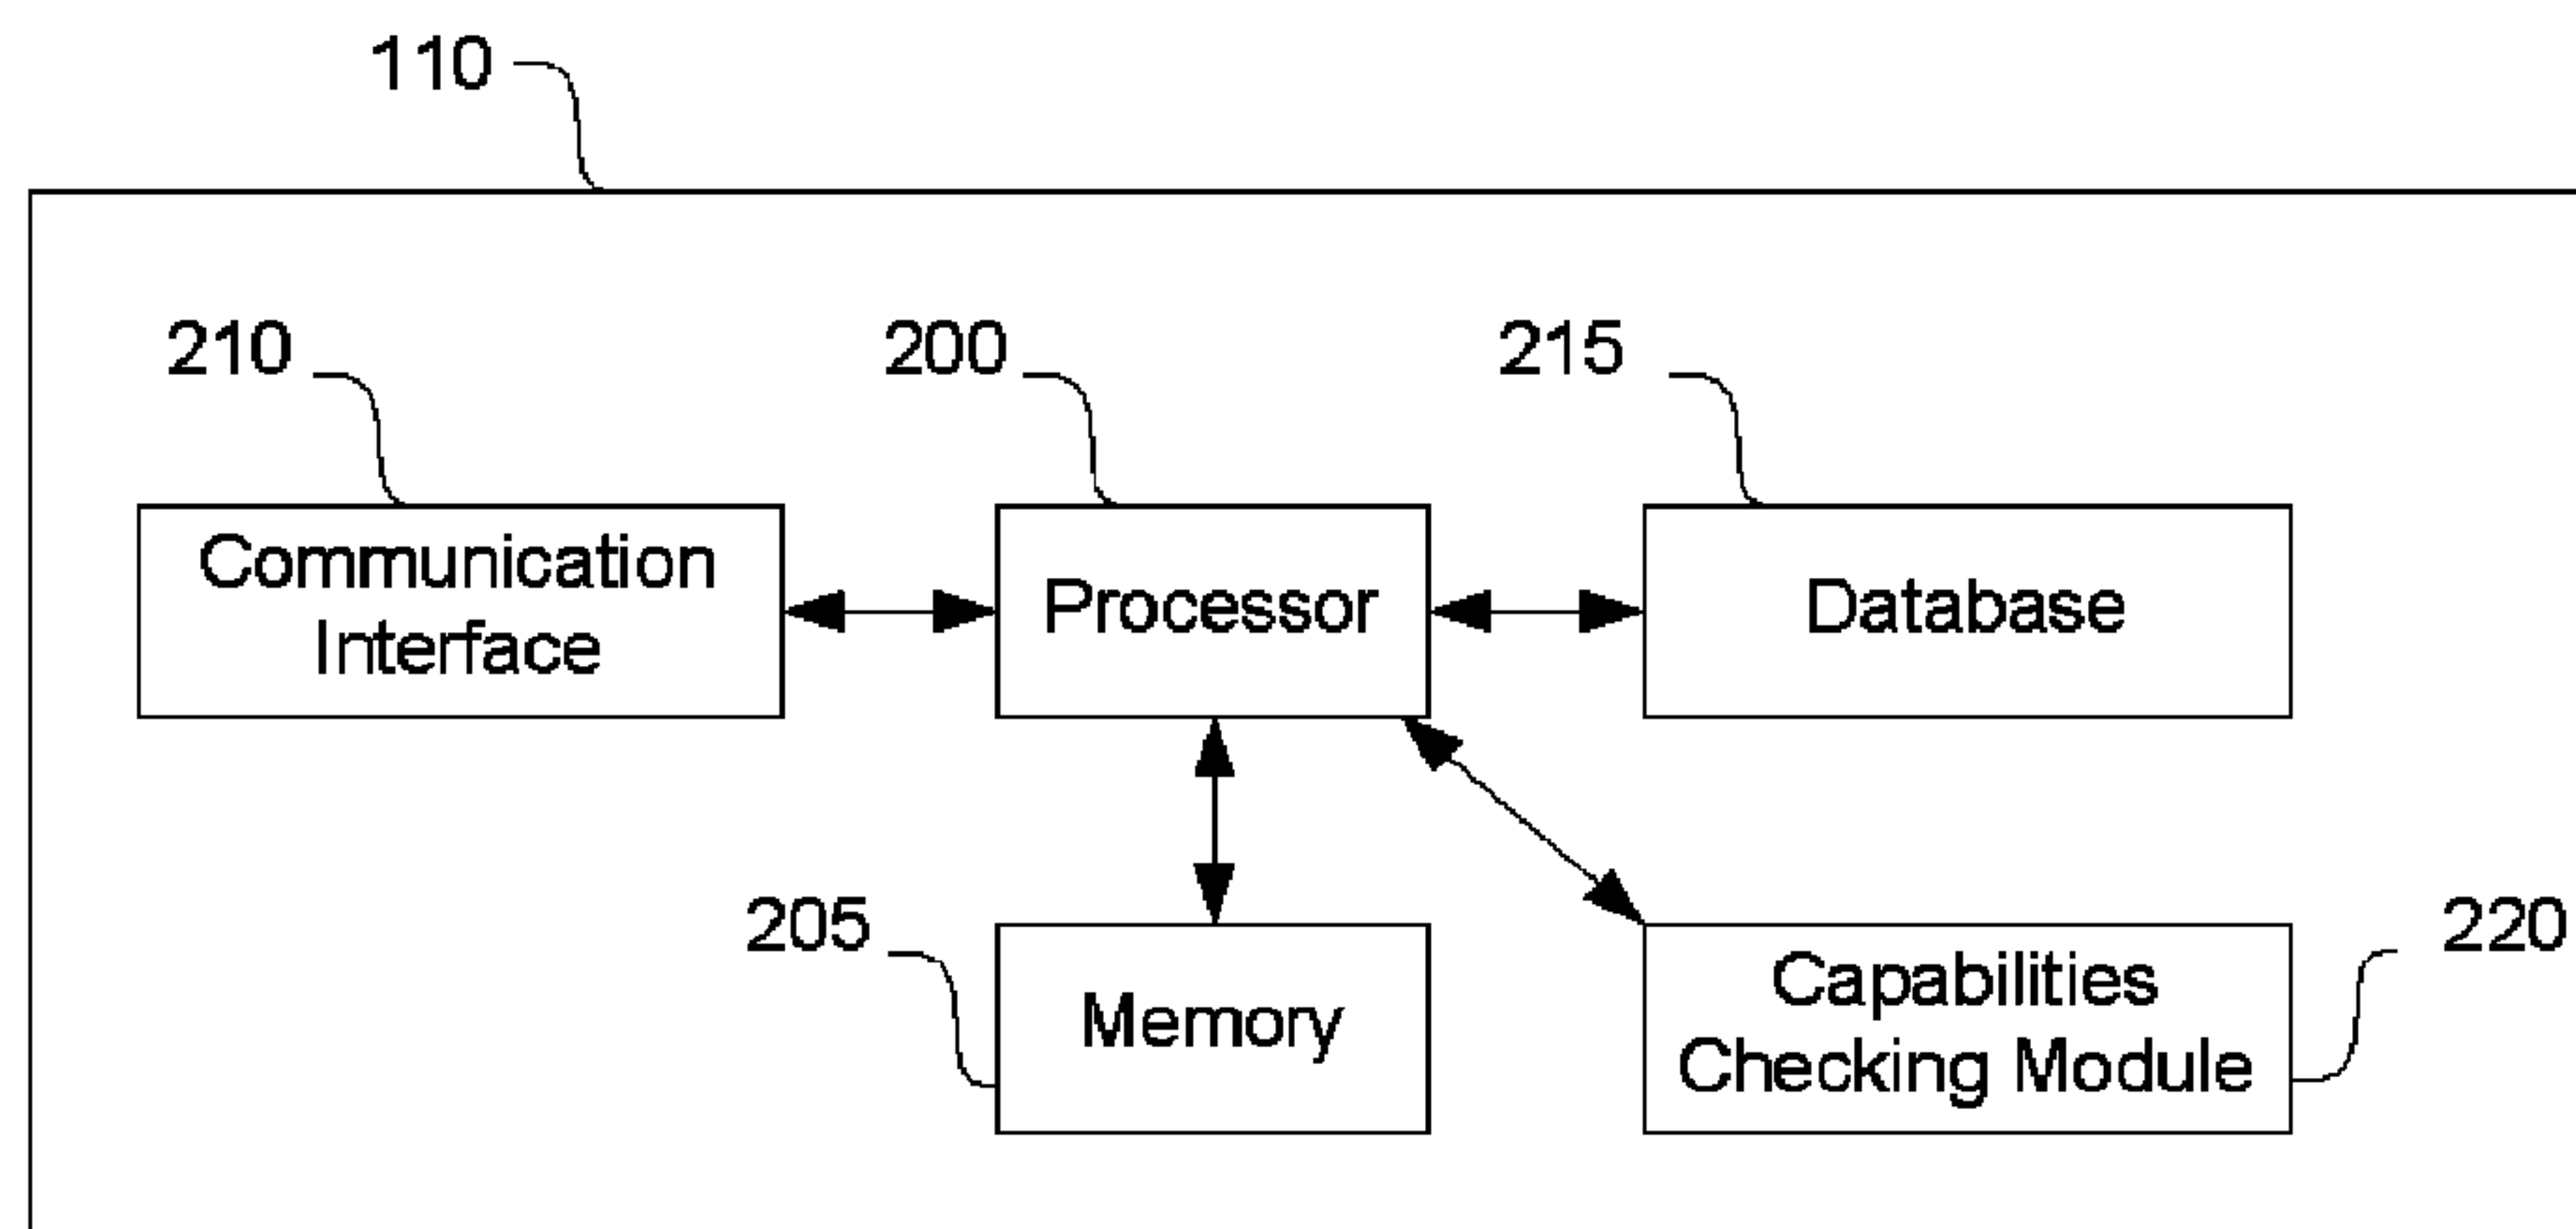 110
210
200
215
Communication
Interface
Processor
Database
205
220
Memory
Capabilities
Checking Module